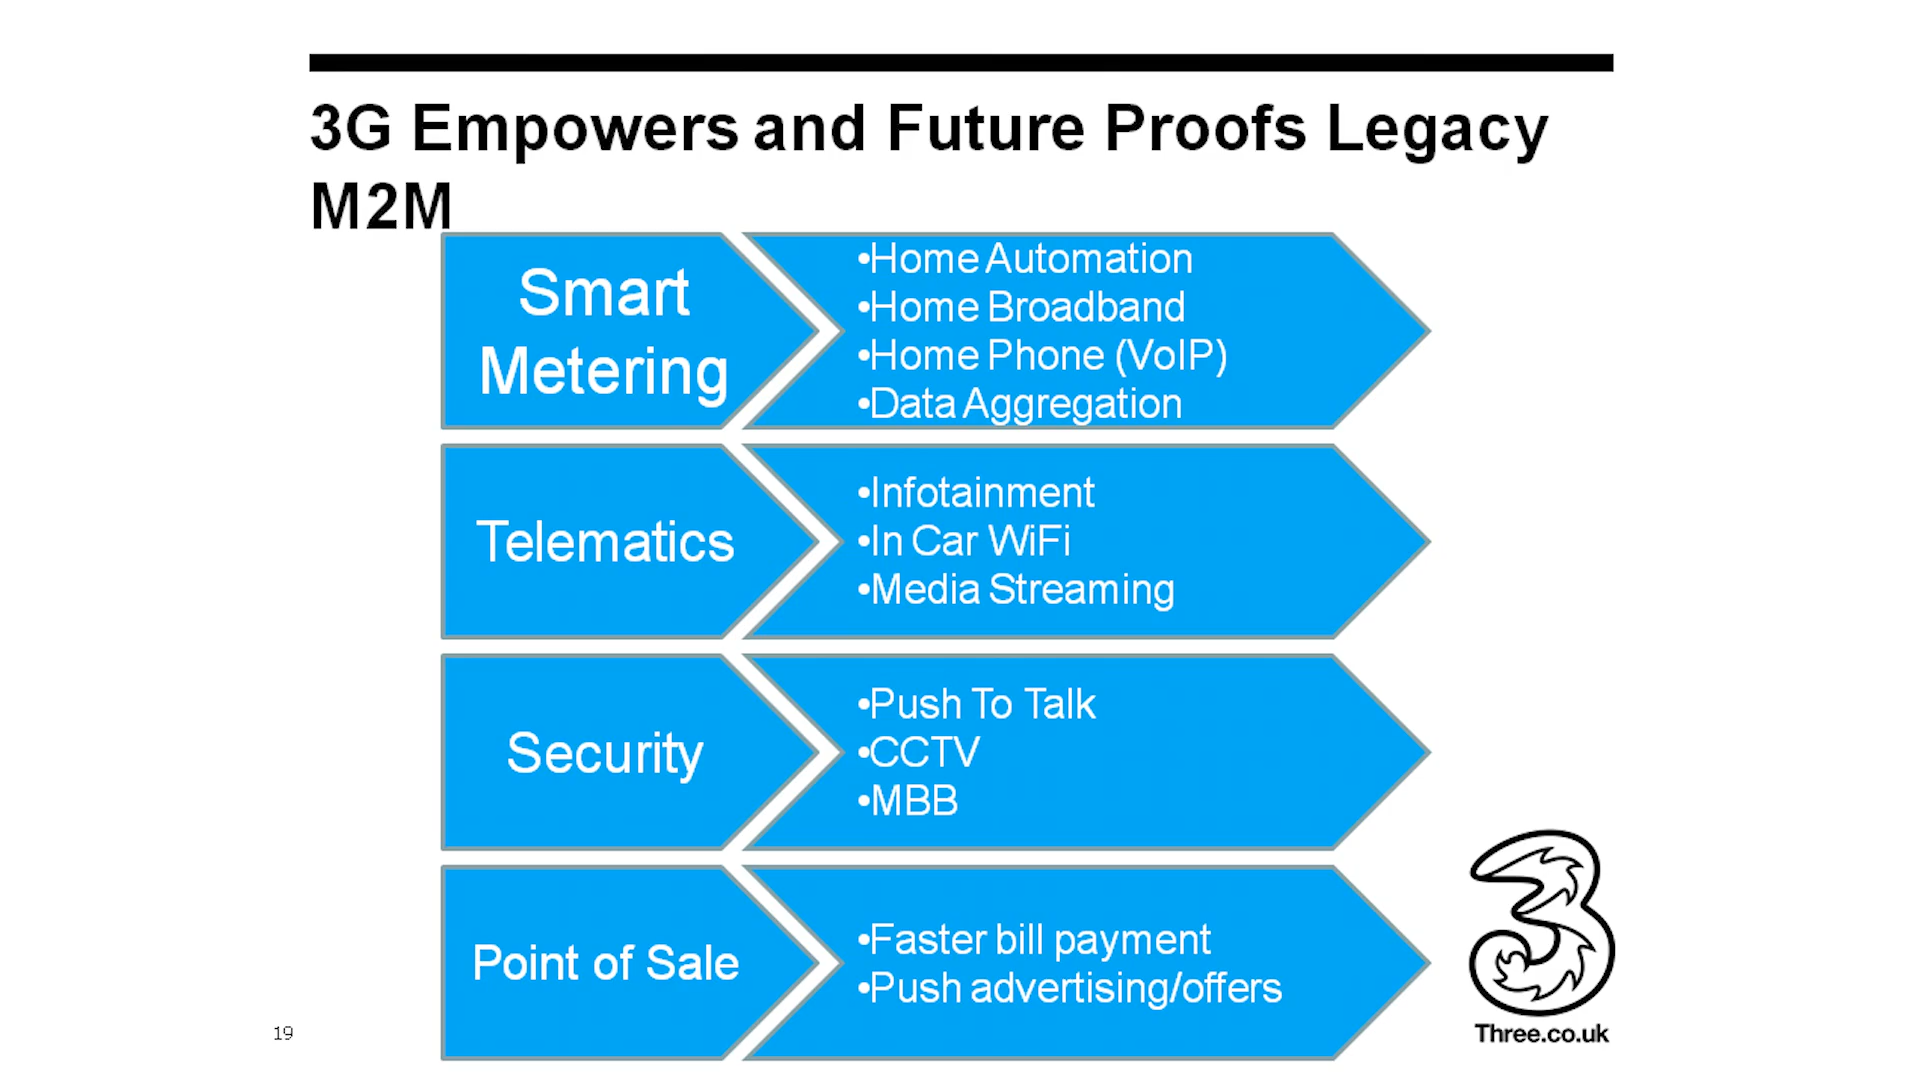 3G Empowers and Future Proofs Legacy
M2M
Smart
Metering
•Home Automation
•Home Broadband
•Home Phone (VoIP)
•Data Aggregation
Telematics
•Infotainment
•In Car WiFi
•Media Streaming
Security
•Push To Talk
•CCTV
•MBB
Point of Sale
•Faster bill payment
•Push advertising/offers
3
Three.co.uk
19